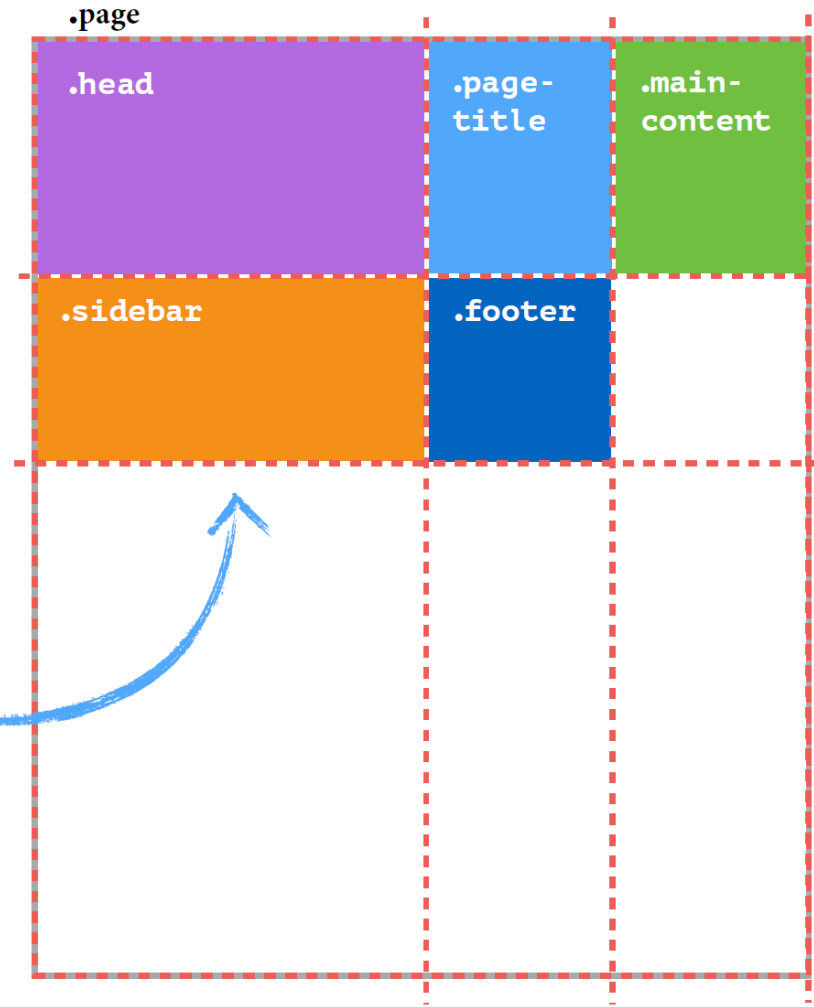 .page
.head
.page-
title
.main-
content
.sidebar
.footer